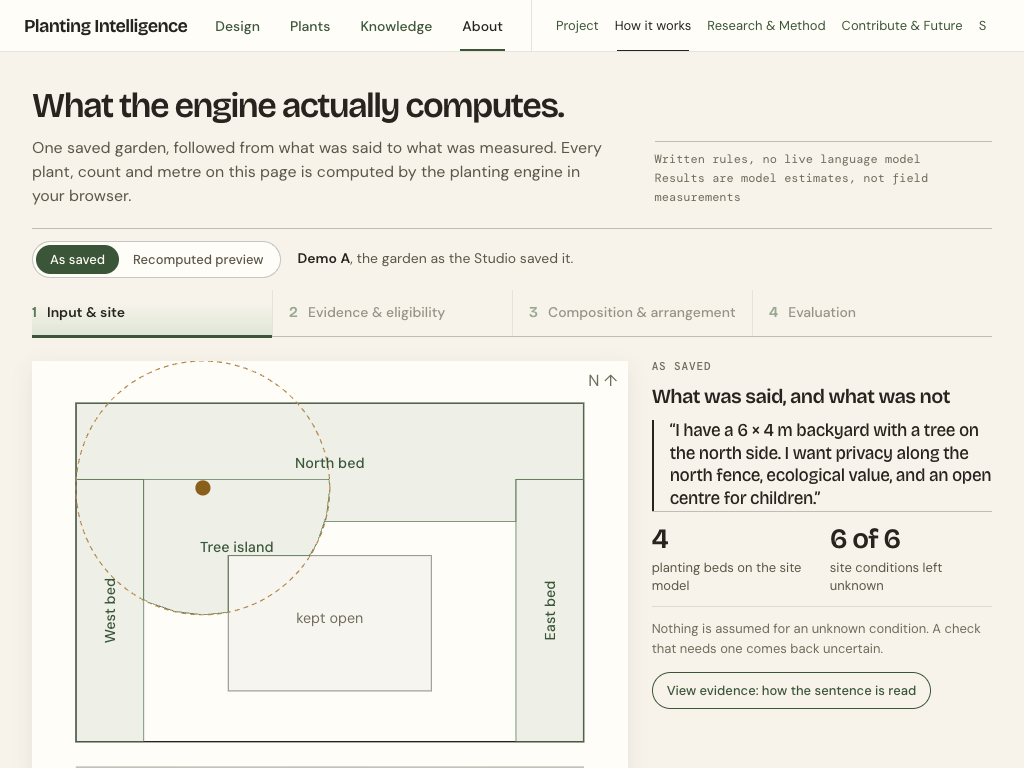 Planting Intelligence
Design
Plants
Knowledge
About
Project
How it works
Research & Method
Contribute & Future
S
What the engine actually computes.
One saved garden, followed from what was said to what was measured. Every
plant, count and metre on this page is computed by the planting engine in
your browser.
Written rules, no live language model
Results are model estimates, not field
measurements
As saved
Recomputed preview
Demo A, the garden as the Studio saved it.
1 Input & site
2 Evidence & eligibility
3 Composition & arrangement
4 Evaluation
N ↑
North bed
Tree island
West bed
kept open
East bed
AS SAVED
What was said, and what was not
“I have a 6 × 4 m backyard with a tree on
the north side. I want privacy along the
north fence, ecological value, and an open
centre for children.”
4
planting beds on the site
model
6 of 6
site conditions left
unknown
Nothing is assumed for an unknown condition. A check
that needs one comes back uncertain.
View evidence: how the sentence is read